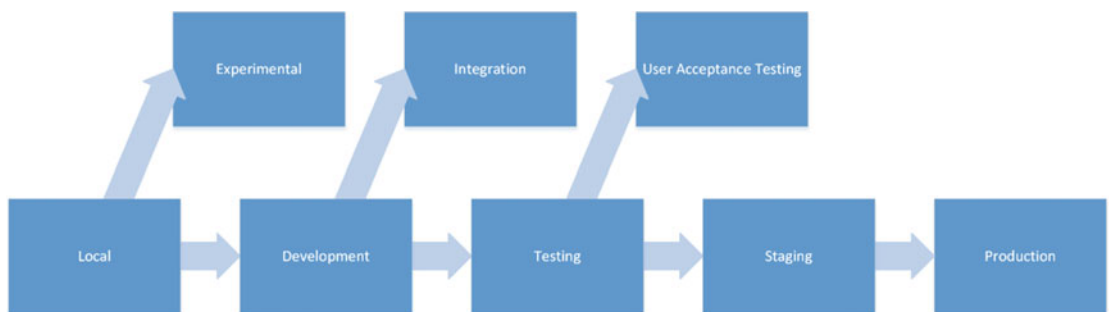 Experimental
Integration
User Acceptance Testing
Local
Development
Testing
Staging
Production